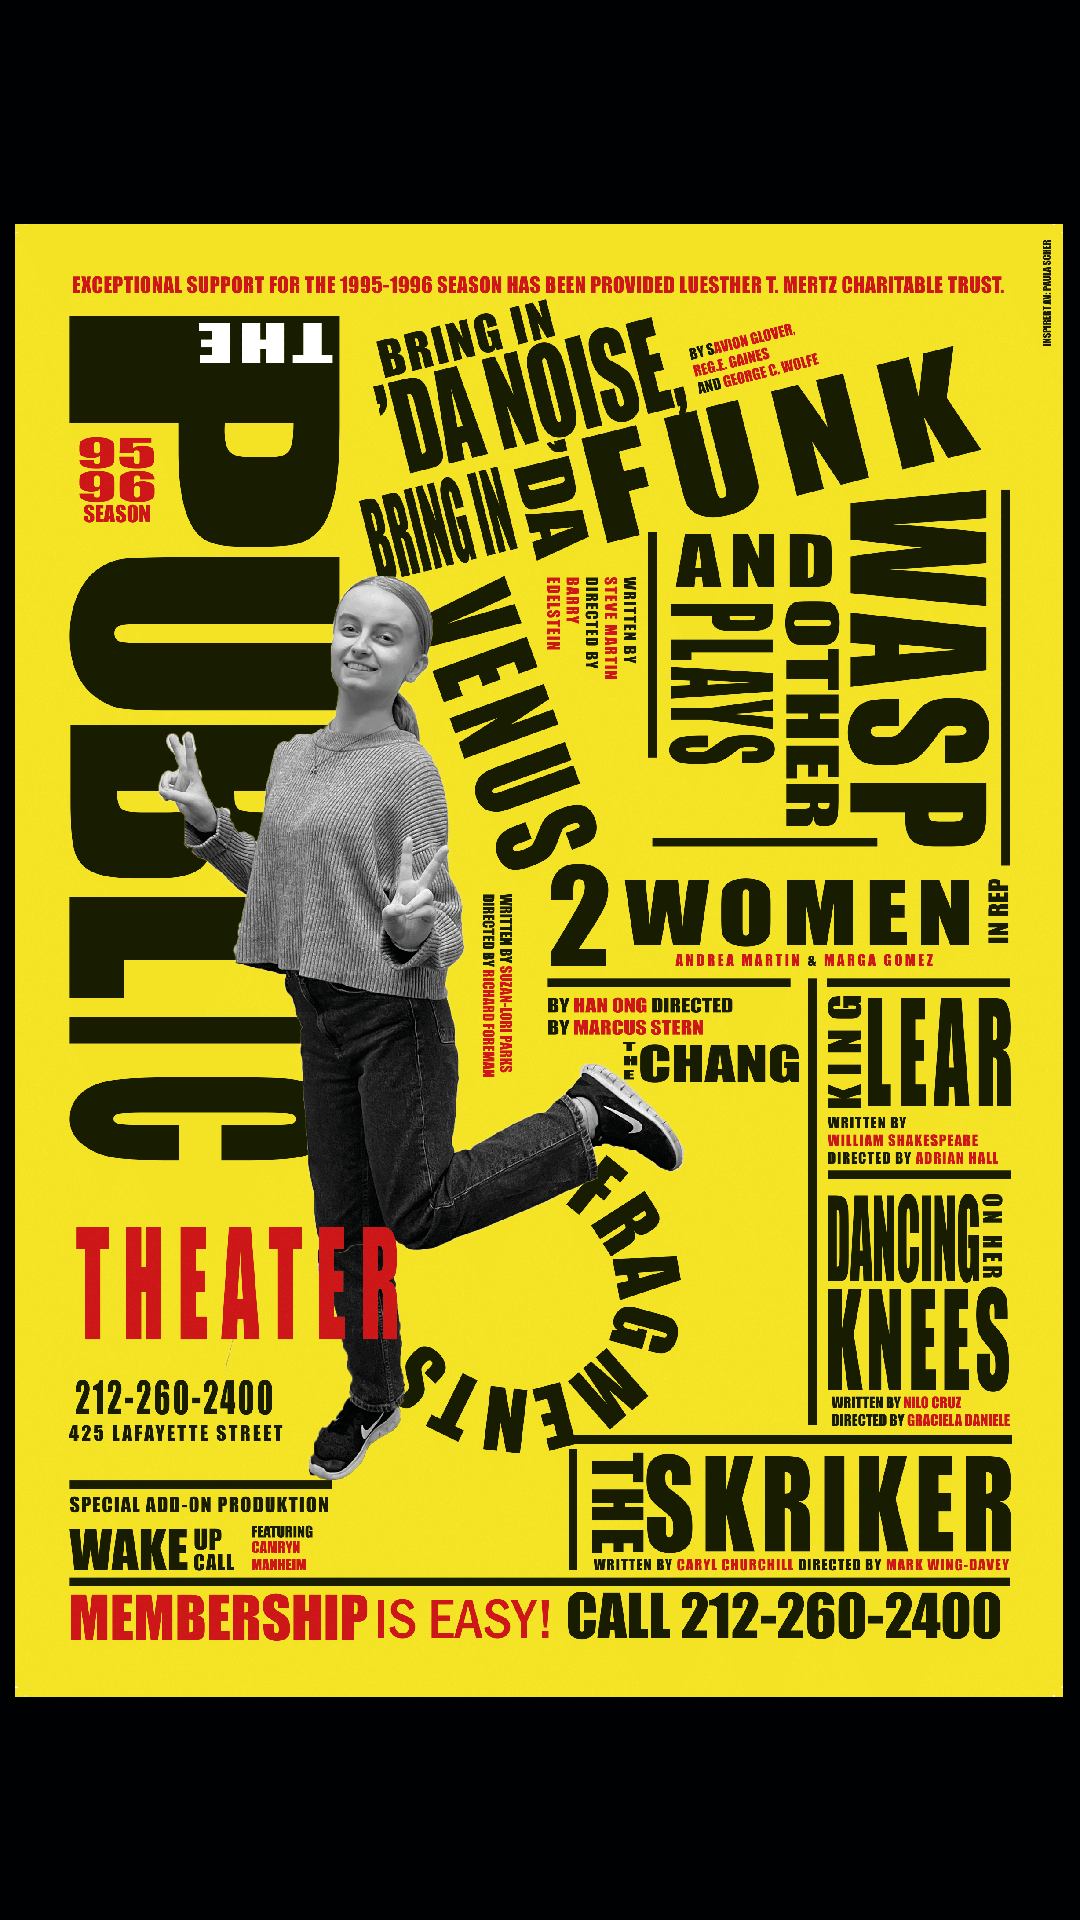 INSPIRERT AV: PAULA SCHER
EXCEPTIONAL SUPPORT FOR THE 1995-1996 SEASON HAS BEEN PROVIDED LUESTHER T. MERTZ CHARITABLE TRUST.
THE
PUBLIC
95
96
SEASON
THEATER
212-260-2400
425 LAFAYETTE STREET
BRING IN
'DA NOISE,
BRING IN
'DA
FUNK
BY SAVION GLOVER,
REG.E. GAINES
AND GEORGE C. WOLFE
VENUS
WRITTEN BY SUZAN-LORI PARKS
DIRECTED BY RICHARD FOREMAN
WASP
AND OTHER
PLAYS
WRITTEN BY
STEVE MARTIN
DIRECTED BY
BARRY
EDELSTEIN
2 WOMEN
IN REP
ANDREA MARTIN & MARGA GOMEZ
BY HAN ONG DIRECTED
BY MARCUS STERN
THE CHANG
FRAGMENTS
KING LEAR
WRITTEN BY
WILLIAM SHAKESPEARE
DIRECTED BY ADRIAN HALL
DANCING
ON HER
KNEES
WRITTEN BY NILO CRUZ
DIRECTED BY GRACIELA DANIELE
THE SKRIKER
WRITTEN BY CARYL CHURCHILL DIRECTED BY MARK WING-DAVEY
SPECIAL ADD-ON PRODUKTION
WAKE UP CALL
FEATURING
CAMRYN
MANHEIM
MEMBERSHIP IS EASY! CALL 212-260-2400